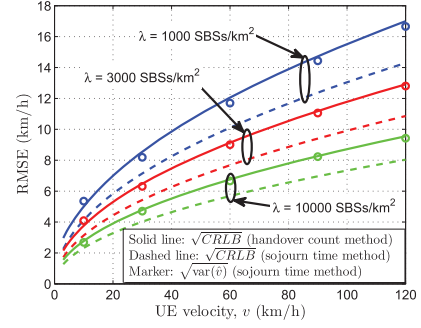 RMSE (km/h)
18
16
14
12
10
8
6
4
2
0
λ = 1000 SBSs/km²
λ = 3000 SBSs/km²
λ = 10000 SBSs/km²
Solid line: √CRLB (handover count method)
Dashed line: √CRLB (sojourn time method)
Marker: √var(v̂) (sojourn time method)
0 20 40 60 80 100 120
UE velocity, v (km/h)